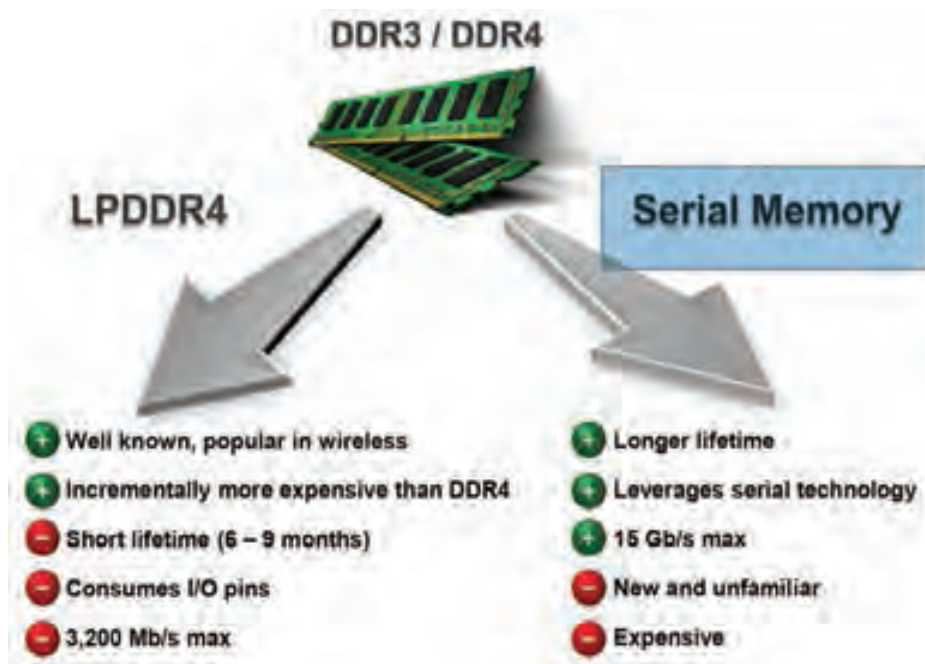 DDR3 / DDR4
LPDDR4
Serial Memory
Well known, popular in wireless
Incrementally more expensive than DDR4
Short lifetime (6 – 9 months)
Consumes I/O pins
3,200 Mb/s max
Longer lifetime
Leverages serial technology
15 Gb/s max
New and unfamiliar
Expensive